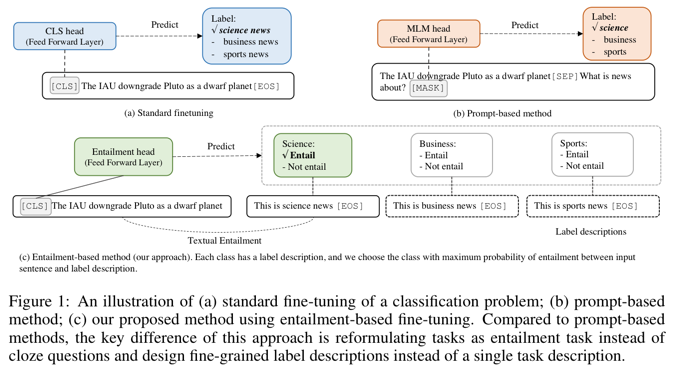 CLS head
(Feed Forward Layer)
Predict
Label:
√ science news
- business news
- sports news
[CLS] The IAU downgrade Pluto as a dwarf planet[EOS]
(a) Standard finetuning
MLM head
(Feed Forward Layer)
Predict
Label:
√ science
- business
- sports
The IAU downgrade Pluto as a dwarf planet[SEP]What is news
about? [MASK]
(b) Prompt-based method
Entailment head
(Feed Forward Layer)
Predict
Science:
√ Entail
- Not entail
Business:
- Entail
- Not entail
Sports:
- Entail
- Not entail
[CLS]The IAU downgrade Pluto as a dwarf planet
This is science news [EOS]
This is business news [EOS]
This is sports news [EOS]
Textual Entailment
Label descriptions
(c) Entailment-based method (our approach). Each class has a label description, and we choose the class with maximum probability of entailment between input
sentence and label description.
Figure 1: An illustration of (a) standard fine-tuning of a classification problem; (b) prompt-based
method; (c) our proposed method using entailment-based fine-tuning. Compared to prompt-based
methods, the key difference of this approach is reformulating tasks as entailment task instead of
cloze questions and design fine-grained label descriptions instead of a single task description.